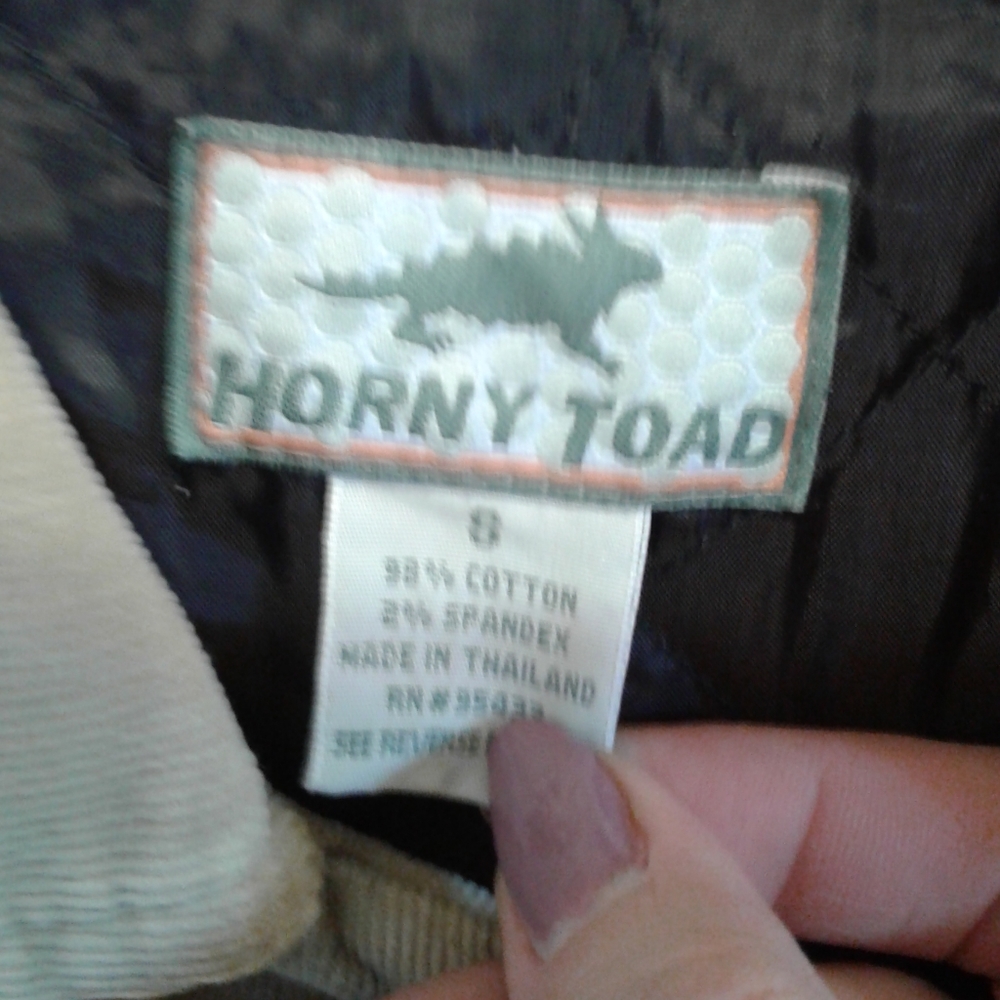 HORNY TOAD
8
98% COTTON
2% SPANDEX
MADE IN THAILAND
RN#
SEE REVERSE